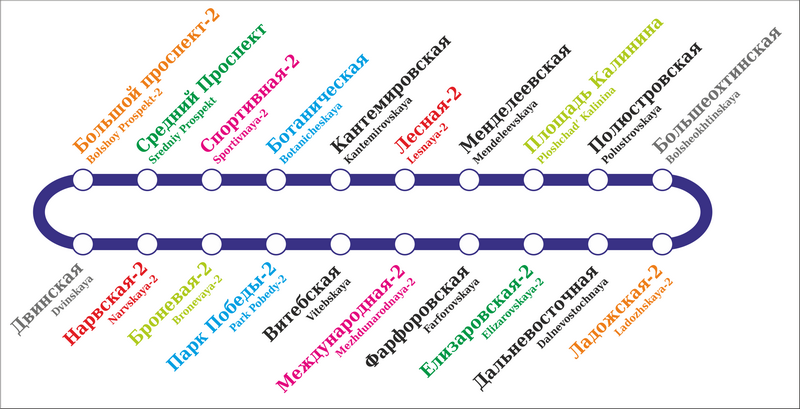 Большой проспект-2
Bolshoy Prospekt-2
Средний Проспект
Sredniy Prospekt
Спортивная-2
Sportivnaya-2
Ботаническая
Botanicheskaya
Кантемировская
Kantemirovskaya
Лесная-2
Lesnaya-2
Менделеевская
Mendeleevskaya
Площадь Калинина
Ploshchad' Kalinina
Полюстровская
Polustrovskaya
Большеохтинская
Bolsheokhtinskaya
Двинская
Dvinskaya
Нарвская-2
Narvskaya-2
Броневая-2
Bronevaya-2
Парк Победы-2
Park Pobedy-2
Витебская
Vitebskaya
Международная-2
Mezhdunarodnaya-2
Фарфоровская
Farforovskaya
Елизаровская-2
Elizarovskaya-2
Дальневосточная
Dalnevostochnaya
Ладожская-2
Ladozhskaya-2